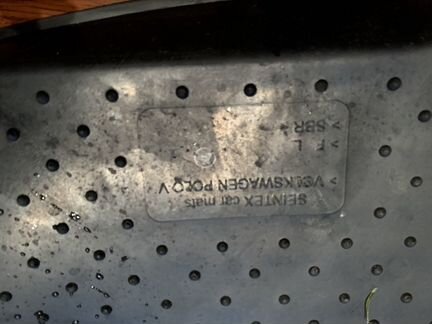 SEINTEX car mats
> VOLKSWAGEN POLO V
> F L
> SBR <